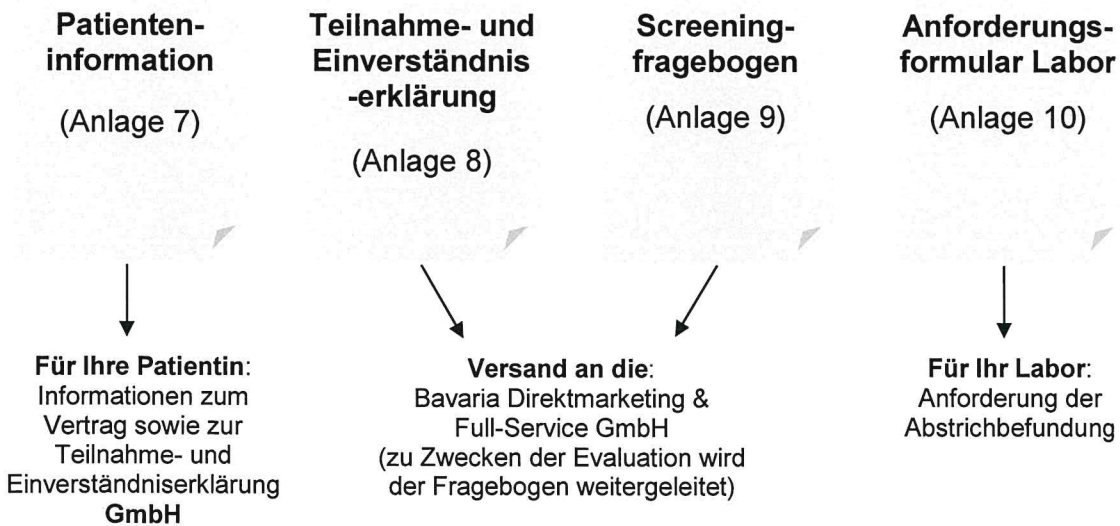 Patienten-
information
(Anlage 7)
Teilnahme- und
Einverständnis
-erklärung
(Anlage 8)
Screening-
fragebogen
(Anlage 9)
Anforderungs-
formular Labor
(Anlage 10)
Für Ihre Patientin:
Informationen zum
Vertrag sowie zur
Teilnahme- und
Einverständniserklärung
GmbH
Versand an die:
Bavaria Direktmarketing &
Full-Service GmbH
(zu Zwecken der Evaluation wird
der Fragebogen weitergeleitet)
Für Ihr Labor:
Anforderung der
Abstrichbefundung